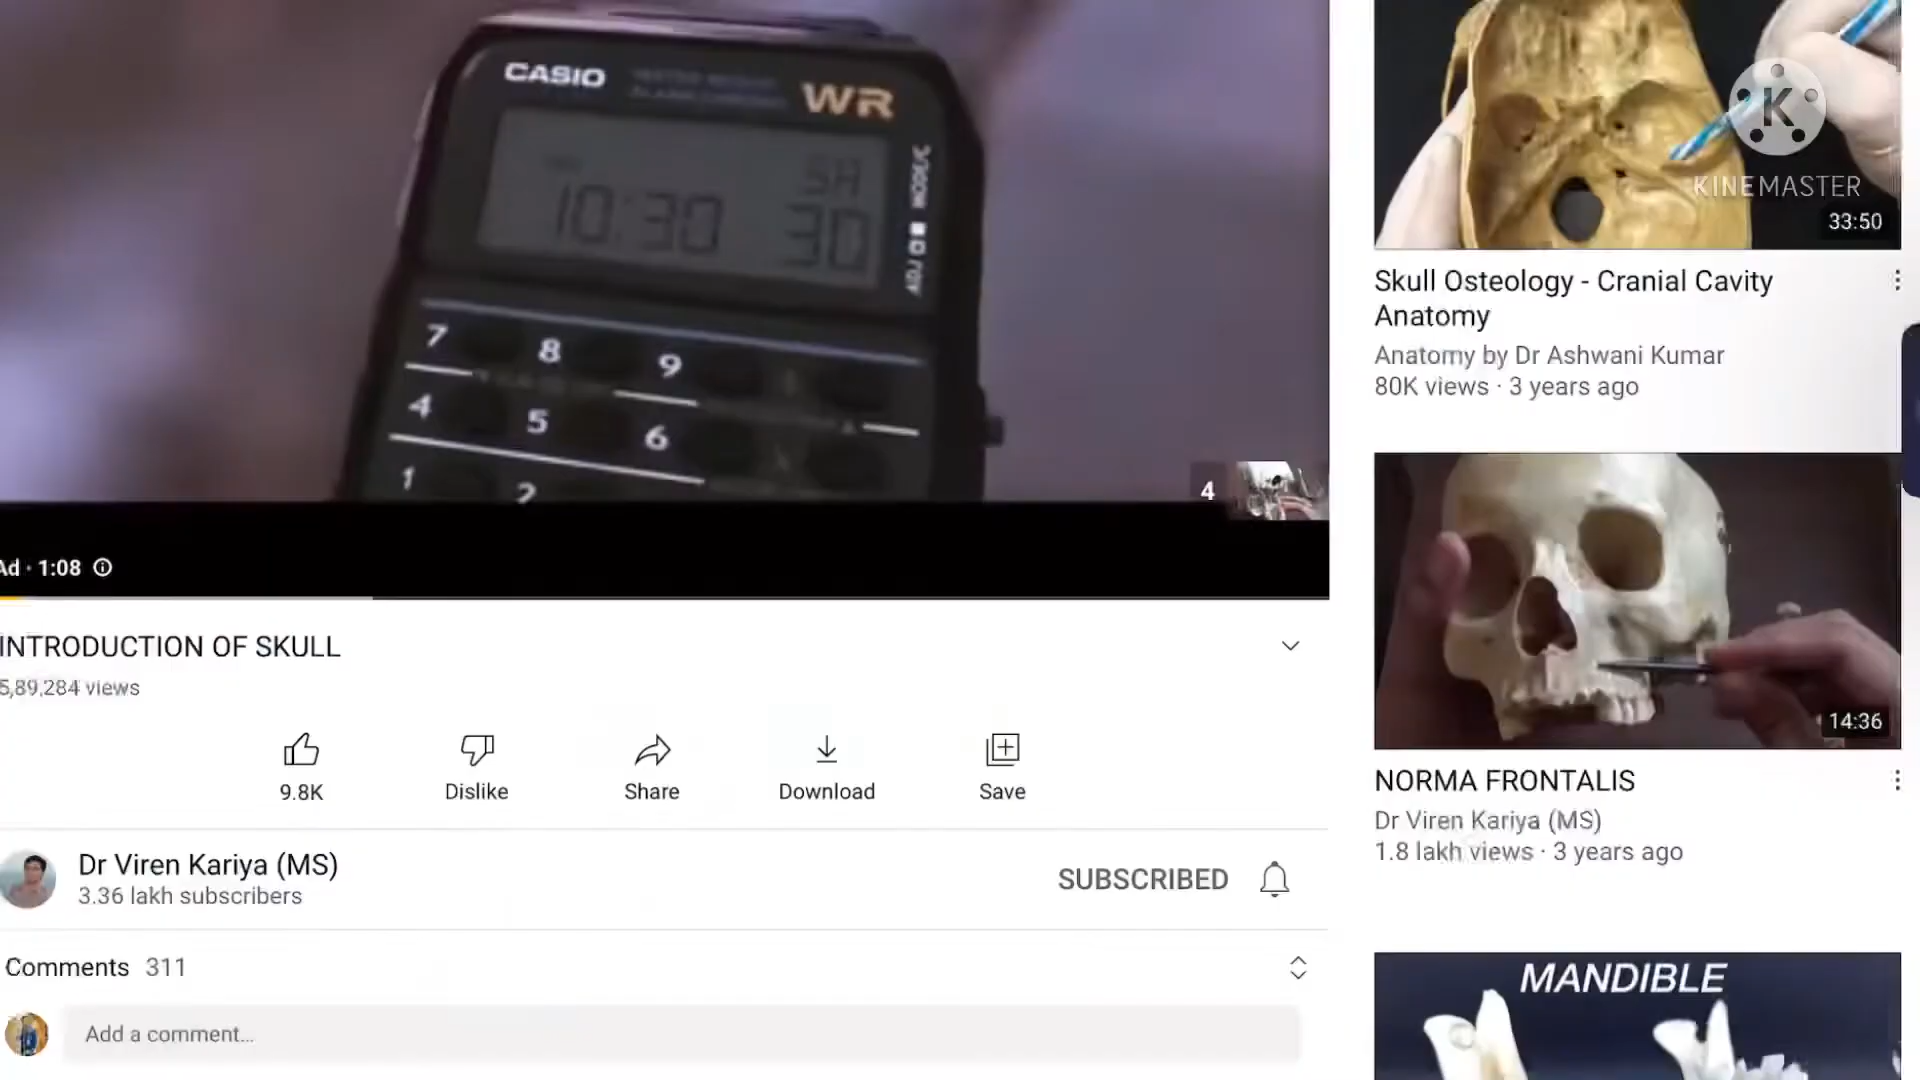 CASIO
WR
SA
10:30 30
7 8 9
4 5 6
1 2
4
Ad · 1:08
INTRODUCTION OF SKULL
5,89,284 views
9.8K
Dislike
Share
Download
Save
Dr Viren Kariya (MS)
3.36 lakh subscribers
SUBSCRIBED
Comments 311
Add a comment...
K
KINEMASTER
33:50
Skull Osteology - Cranial Cavity
Anatomy
Anatomy by Dr Ashwani Kumar
80K views · 3 years ago
14:36
NORMA FRONTALIS
Dr Viren Kariya (MS)
1.8 lakh views · 3 years ago
MANDIBLE